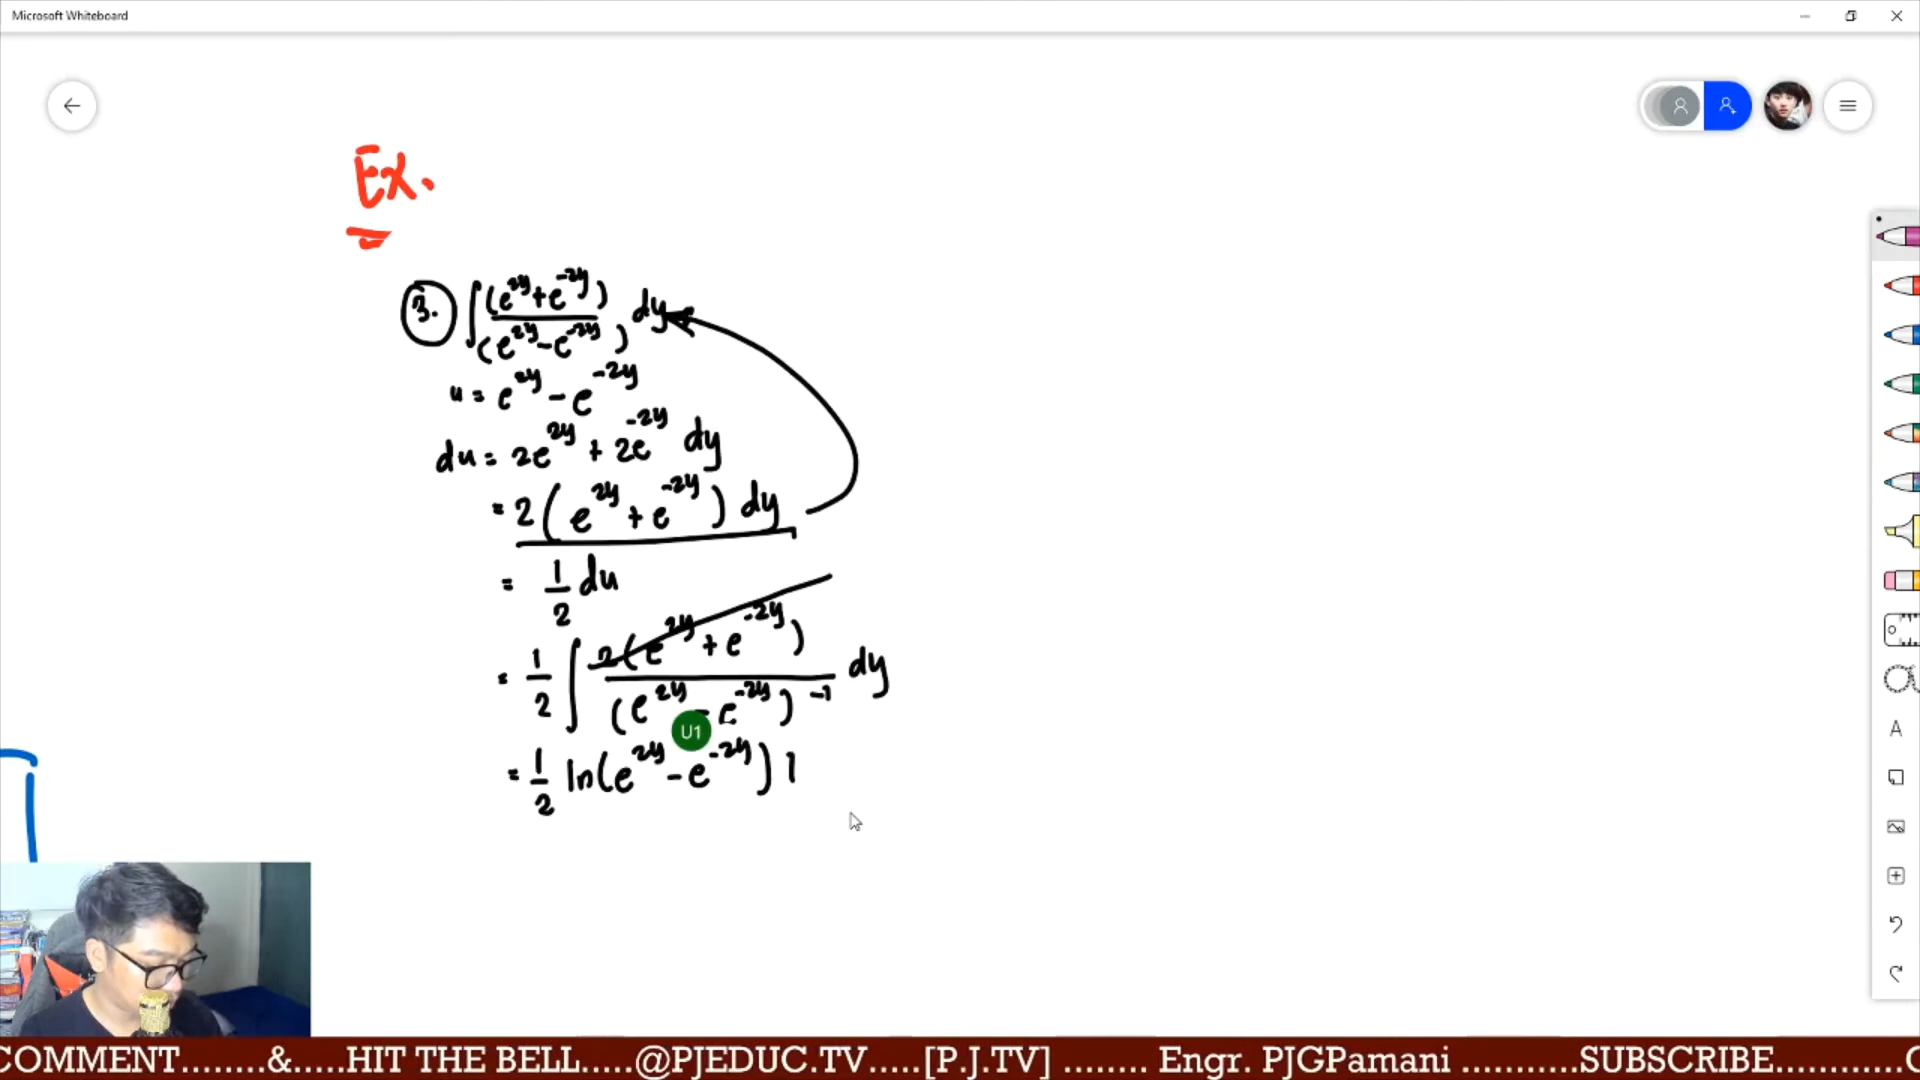 Microsoft Whiteboard
Ex.
3. ∫ (e^2y + e^-2y) / (e^2y - e^-2y) dy
u = e^2y - e^-2y
du = 2e^2y + 2e^-2y dy
= 2(e^2y + e^-2y) dy
= 1/2 du
= 1/2 ∫ 2(e^2y + e^-2y) / (e^2y - e^-2y)^-1 dy
U1
= 1/2 ln(e^2y - e^-2y) 1
A
COMMENT........&.....HIT THE BELL.....@PJEDUC.TV.....[P.J.TV] ........ Engr. PJGPamani ...........SUBSCRIBE............